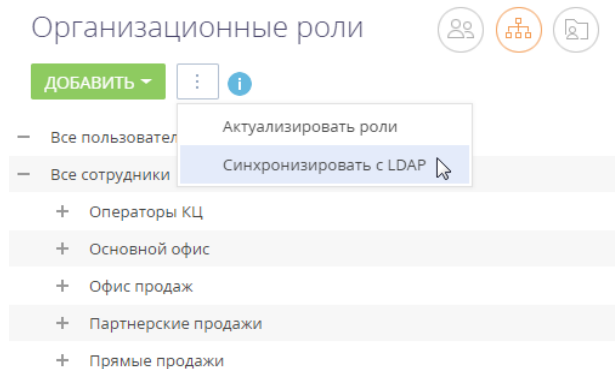 Организационные роли
ДОБАВИТЬ
Актуализировать роли
Все
Синхронизировать с LDAP
Все сотрудники
Операторы КЦ
Основной офис
Офис продаж
Партнерские продажи
Прямые продажи